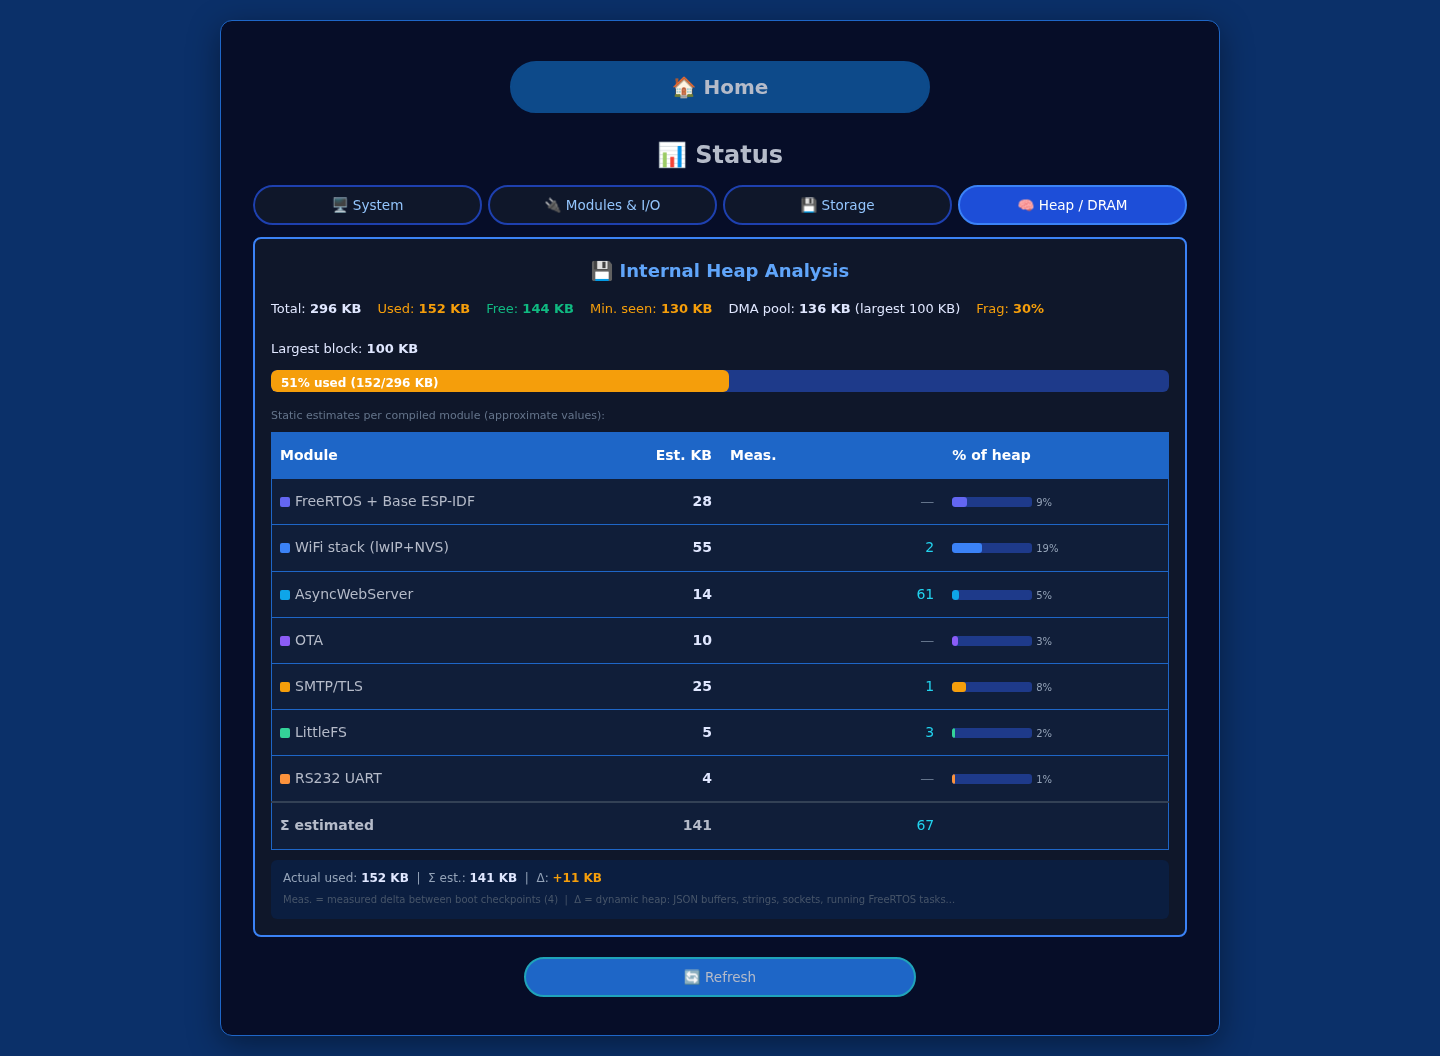 🏠 Home
📊 Status
🖥️ System
🔌 Modules & I/O
💾 Storage
🧠 Heap / DRAM
💾 Internal Heap Analysis
Total: 296 KB Used: 152 KB Free: 144 KB Min. seen: 130 KB DMA pool: 136 KB (largest 100 KB) Frag: 30%
Largest block: 100 KB
51% used (152/296 KB)
Static estimates per compiled module (approximate values):
Module Est. KB Meas. % of heap
FreeRTOS + Base ESP-IDF 28 — 9%
WiFi stack (lwIP+NVS) 55 2 19%
AsyncWebServer 14 61 5%
OTA 10 — 3%
SMTP/TLS 25 1 8%
LittleFS 5 3 2%
RS232 UART 4 — 1%
Σ estimated 141 67
Actual used: 152 KB | Σ est.: 141 KB | Δ: +11 KB
Meas. = measured delta between boot checkpoints (4) | Δ = dynamic heap: JSON buffers, strings, sockets, running FreeRTOS tasks...
🔄 Refresh